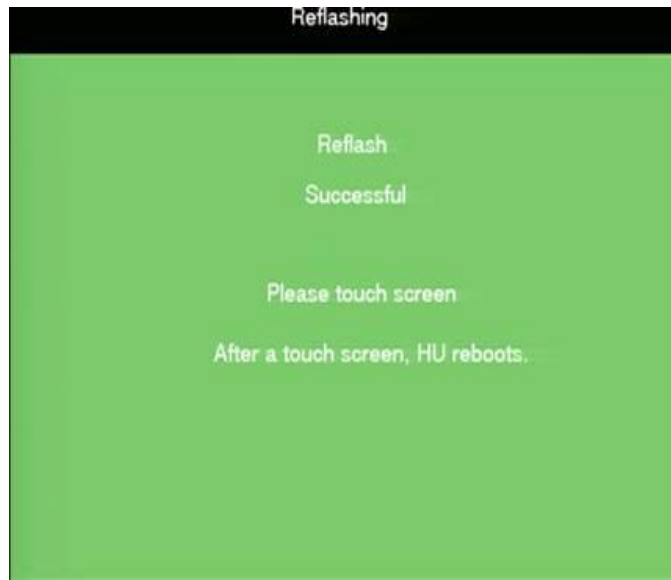 Reflashing
Reflash
Successful
Please touch screen
After a touch screen, HU reboots.